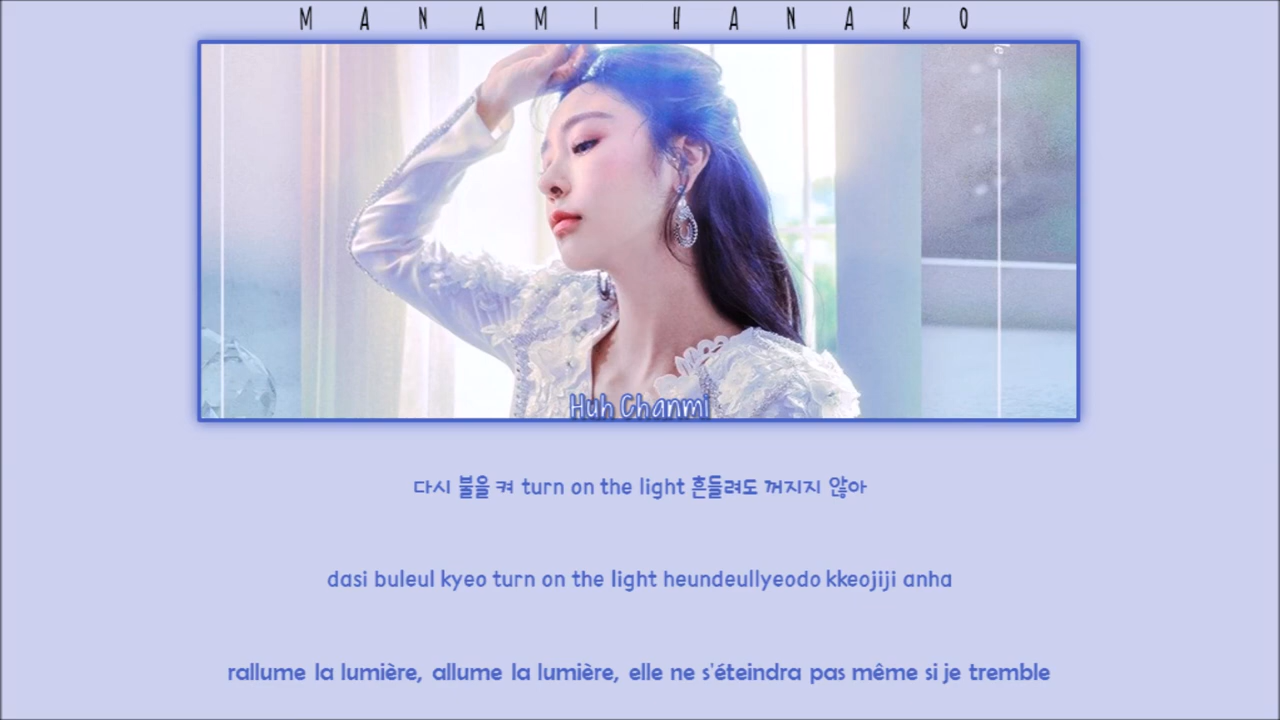 MANAMI HANAKO
Huh Chanmi
다시 불을 켜 turn on the light 흔들려도 꺼지지 않아
dasi buleul kyeo turn on the light heundeullyeodo kkeojiji anha
rallume la lumière, allume la lumière, elle ne s'éteindra pas même si je tremble